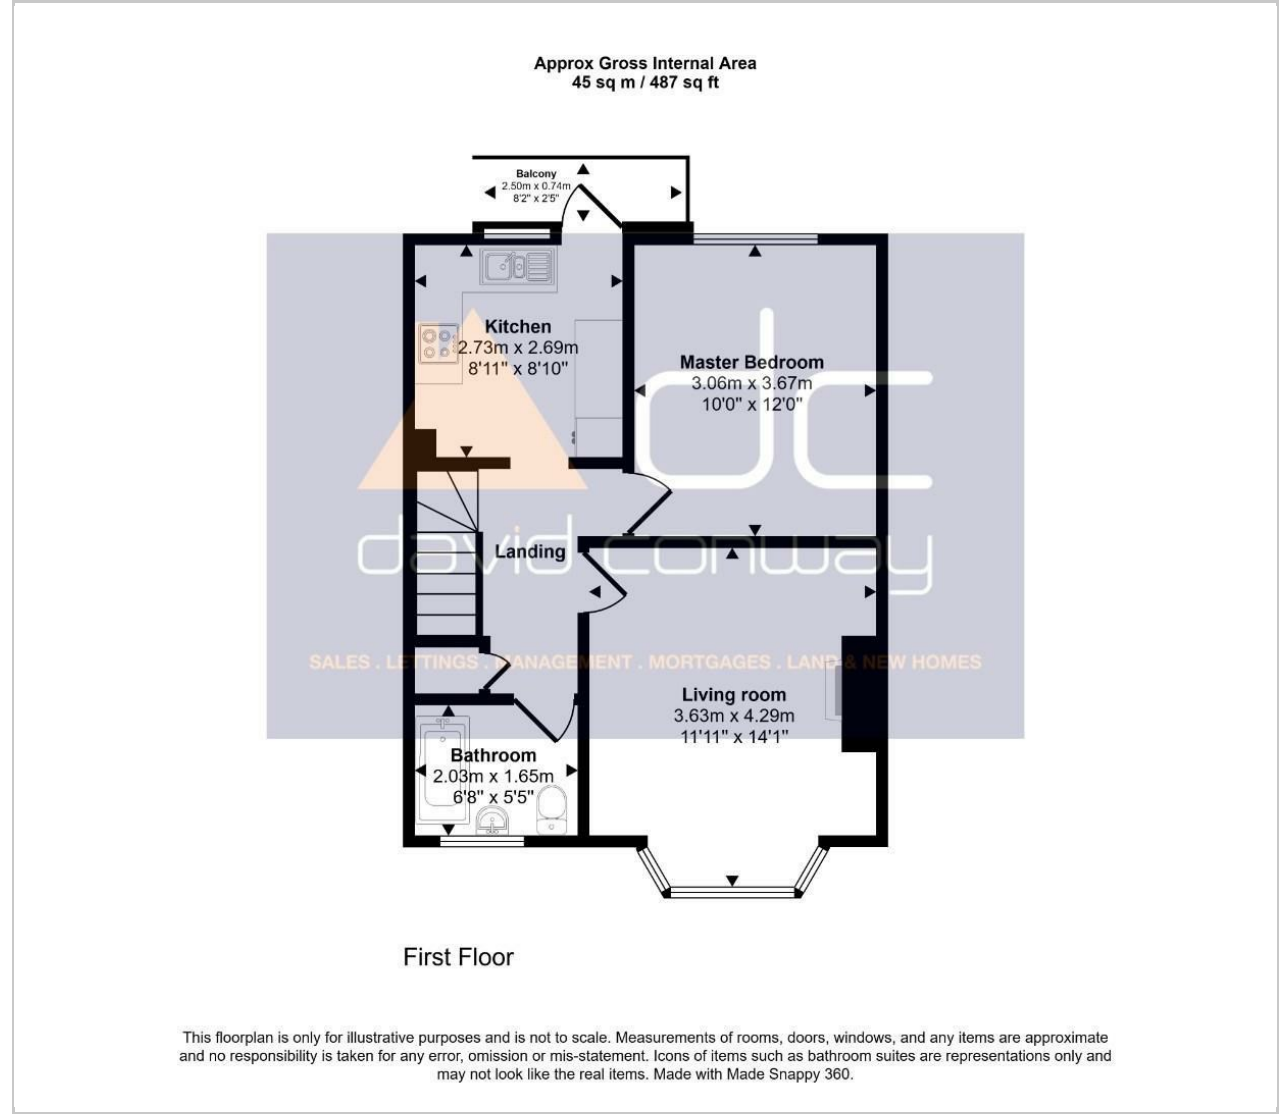 Approx Gross Internal Area
45 sq m / 487 sq ft
Balcony
2.50m x 0.74m
8'2" x 2'5"
Kitchen
2.73m x 2.69m
8'11" x 8'10"
Master Bedroom
3.06m x 3.67m
10'0" x 12'0"
dc
david conway
Landing
SALES . LETTINGS . MANAGEMENT . MORTGAGES . LAND & NEW HOMES
Living room
3.63m x 4.29m
11'11" x 14'1"
Bathroom
2.03m x 1.65m
6'8" x 5'5"
First Floor
This floorplan is only for illustrative purposes and is not to scale. Measurements of rooms, doors, windows, and any items are approximate
and no responsibility is taken for any error, omission or mis-statement. Icons of items such as bathroom suites are representations only and
may not look like the real items. Made with Made Snappy 360.